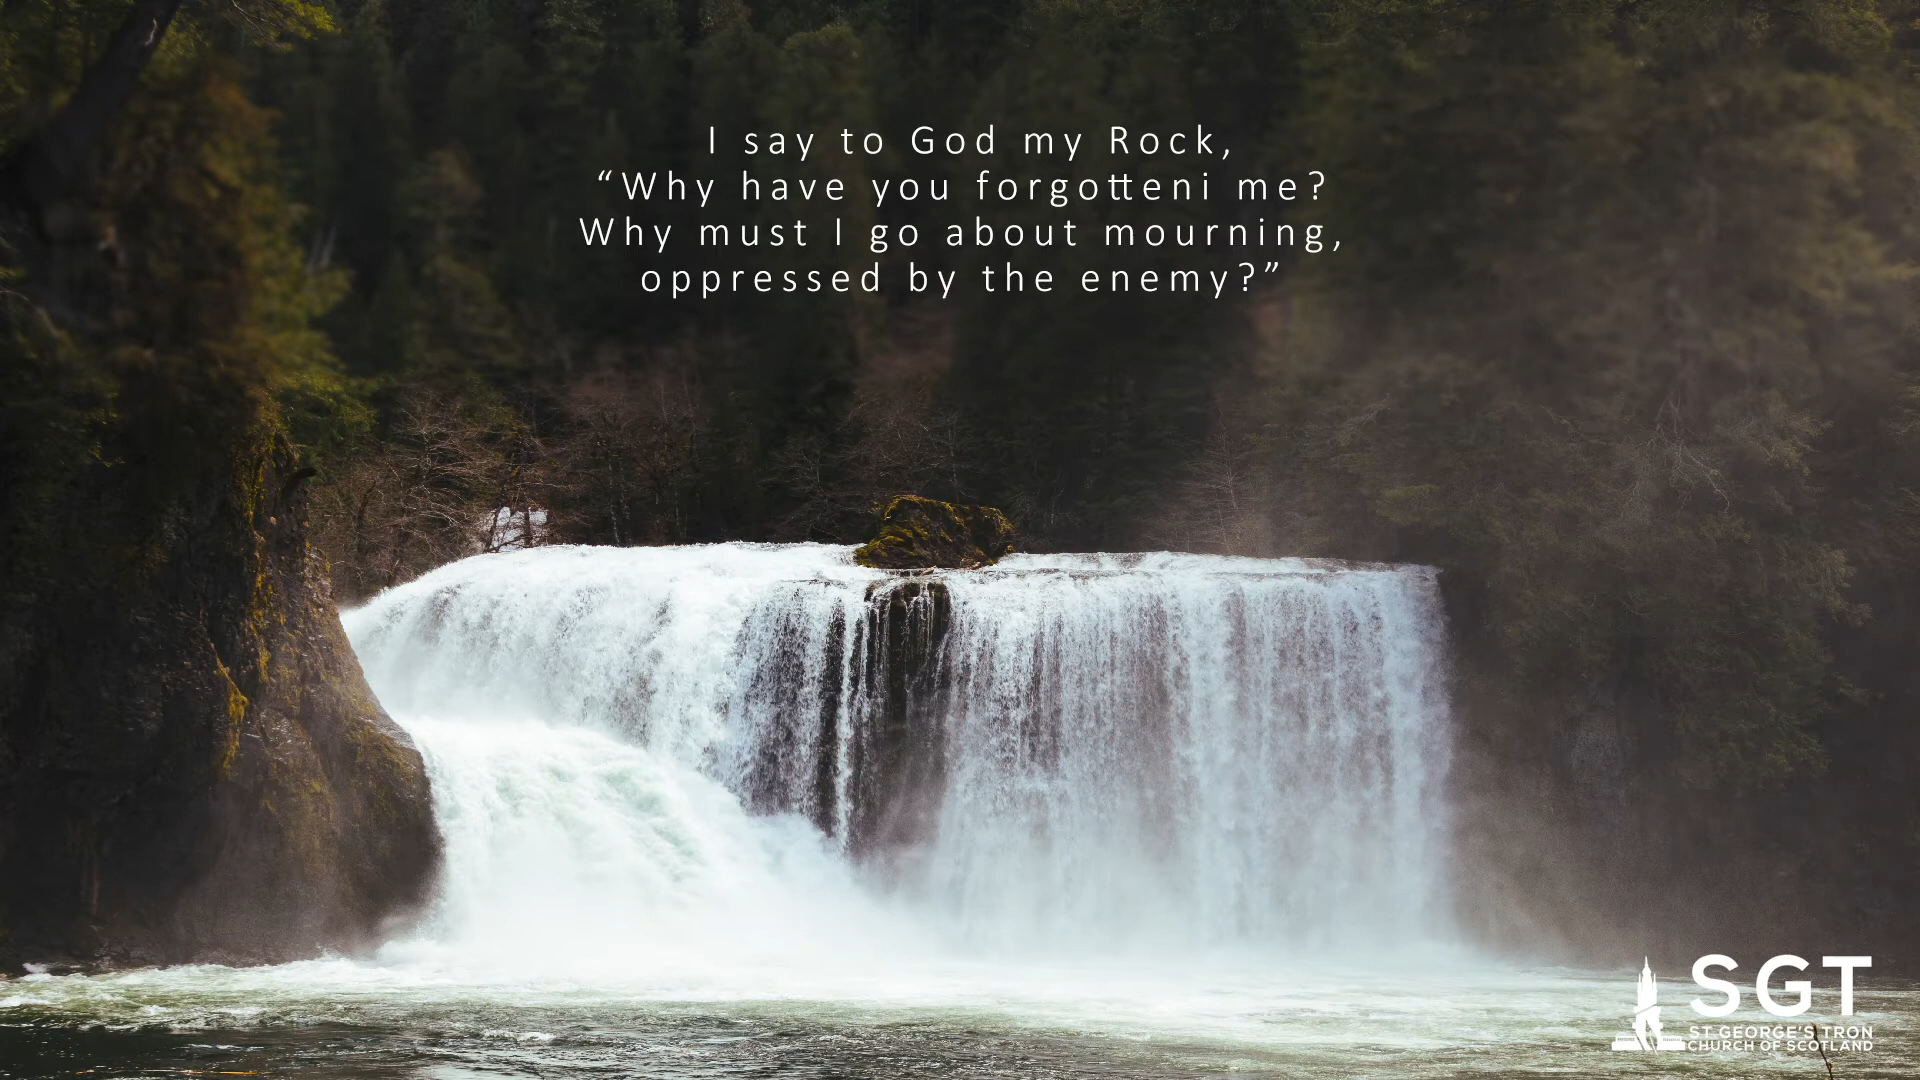 I say to God my Rock,
“Why have you forgotteni me?
Why must I go about mourning,
oppressed by the enemy?”
SGT
ST GEORGE'S TRON
CHURCH OF SCOTLAND